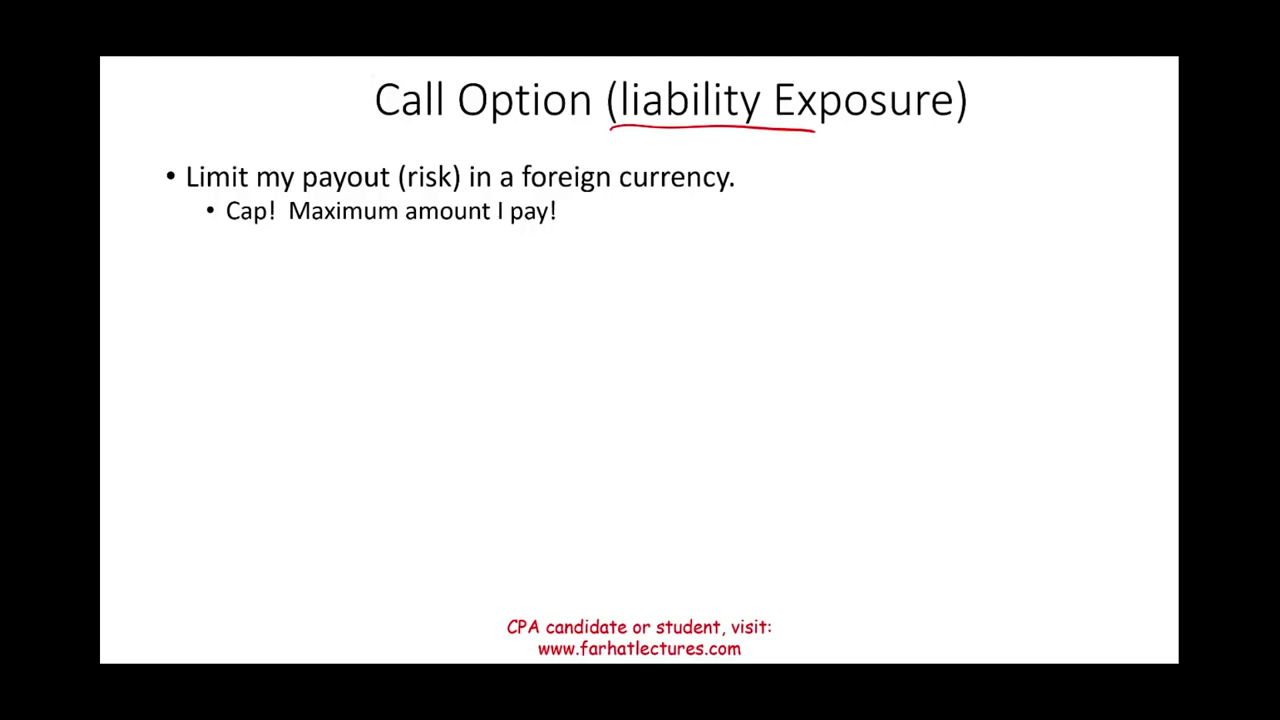 Call Option (liability Exposure)
• Limit my payout (risk) in a foreign currency.
• Cap! Maximum amount I pay!
CPA candidate or student, visit:
www.farhatlectures.com